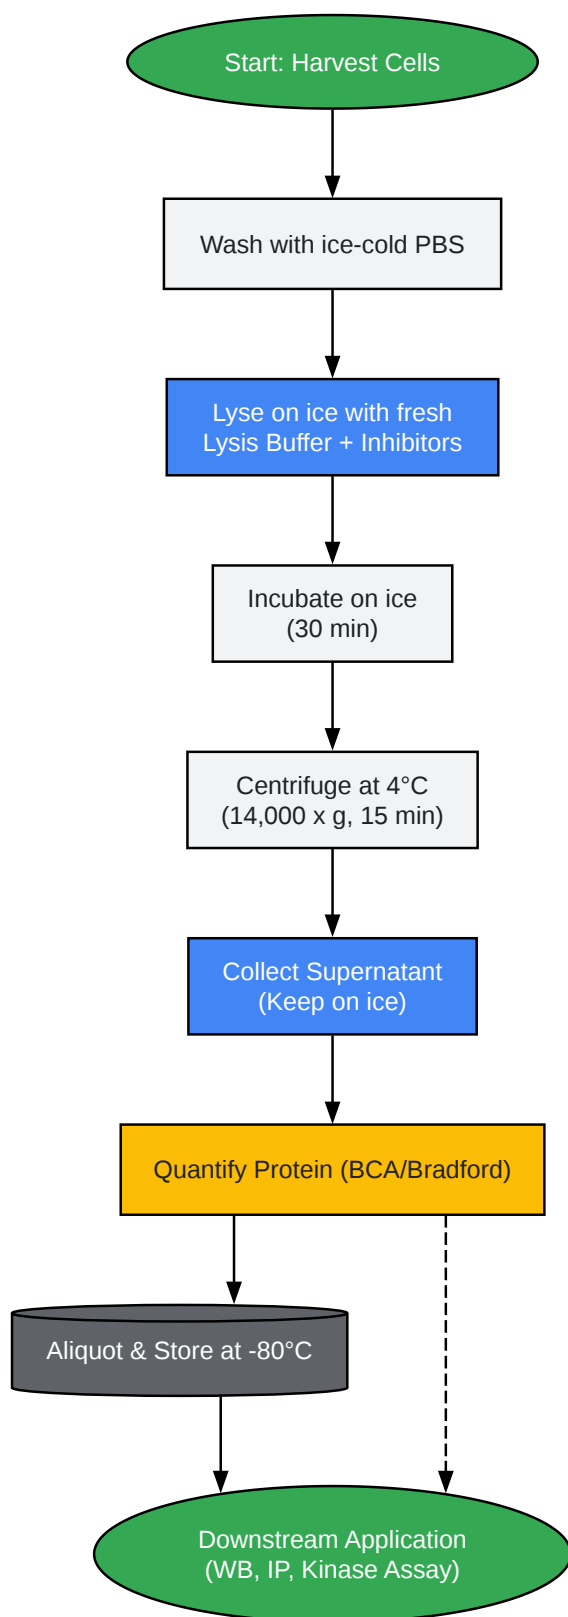 Start: Harvest Cells
Wash with ice-cold PBS
Lyse on ice with fresh
Lysis Buffer + Inhibitors
Incubate on ice
(30 min)
Centrifuge at 4°C
(14,000 x g, 15 min)
Collect Supernatant
(Keep on ice)
Quantify Protein (BCA/Bradford)
Aliquot & Store at -80°C
Downstream Application
(WB, IP, Kinase Assay)